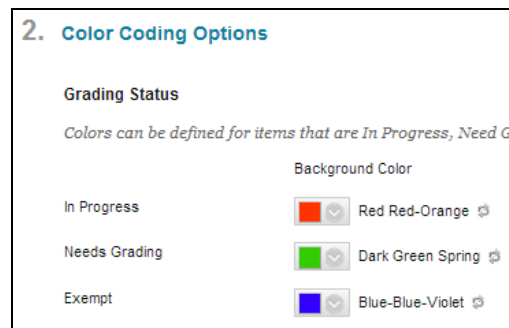 2. Color Coding Options
Grading Status
Colors can be defined for items that are In Progress, Need
Background Color
In Progress Red Red-Orange
Needs Grading Dark Green Spring
Exempt Blue-Blue-Violet